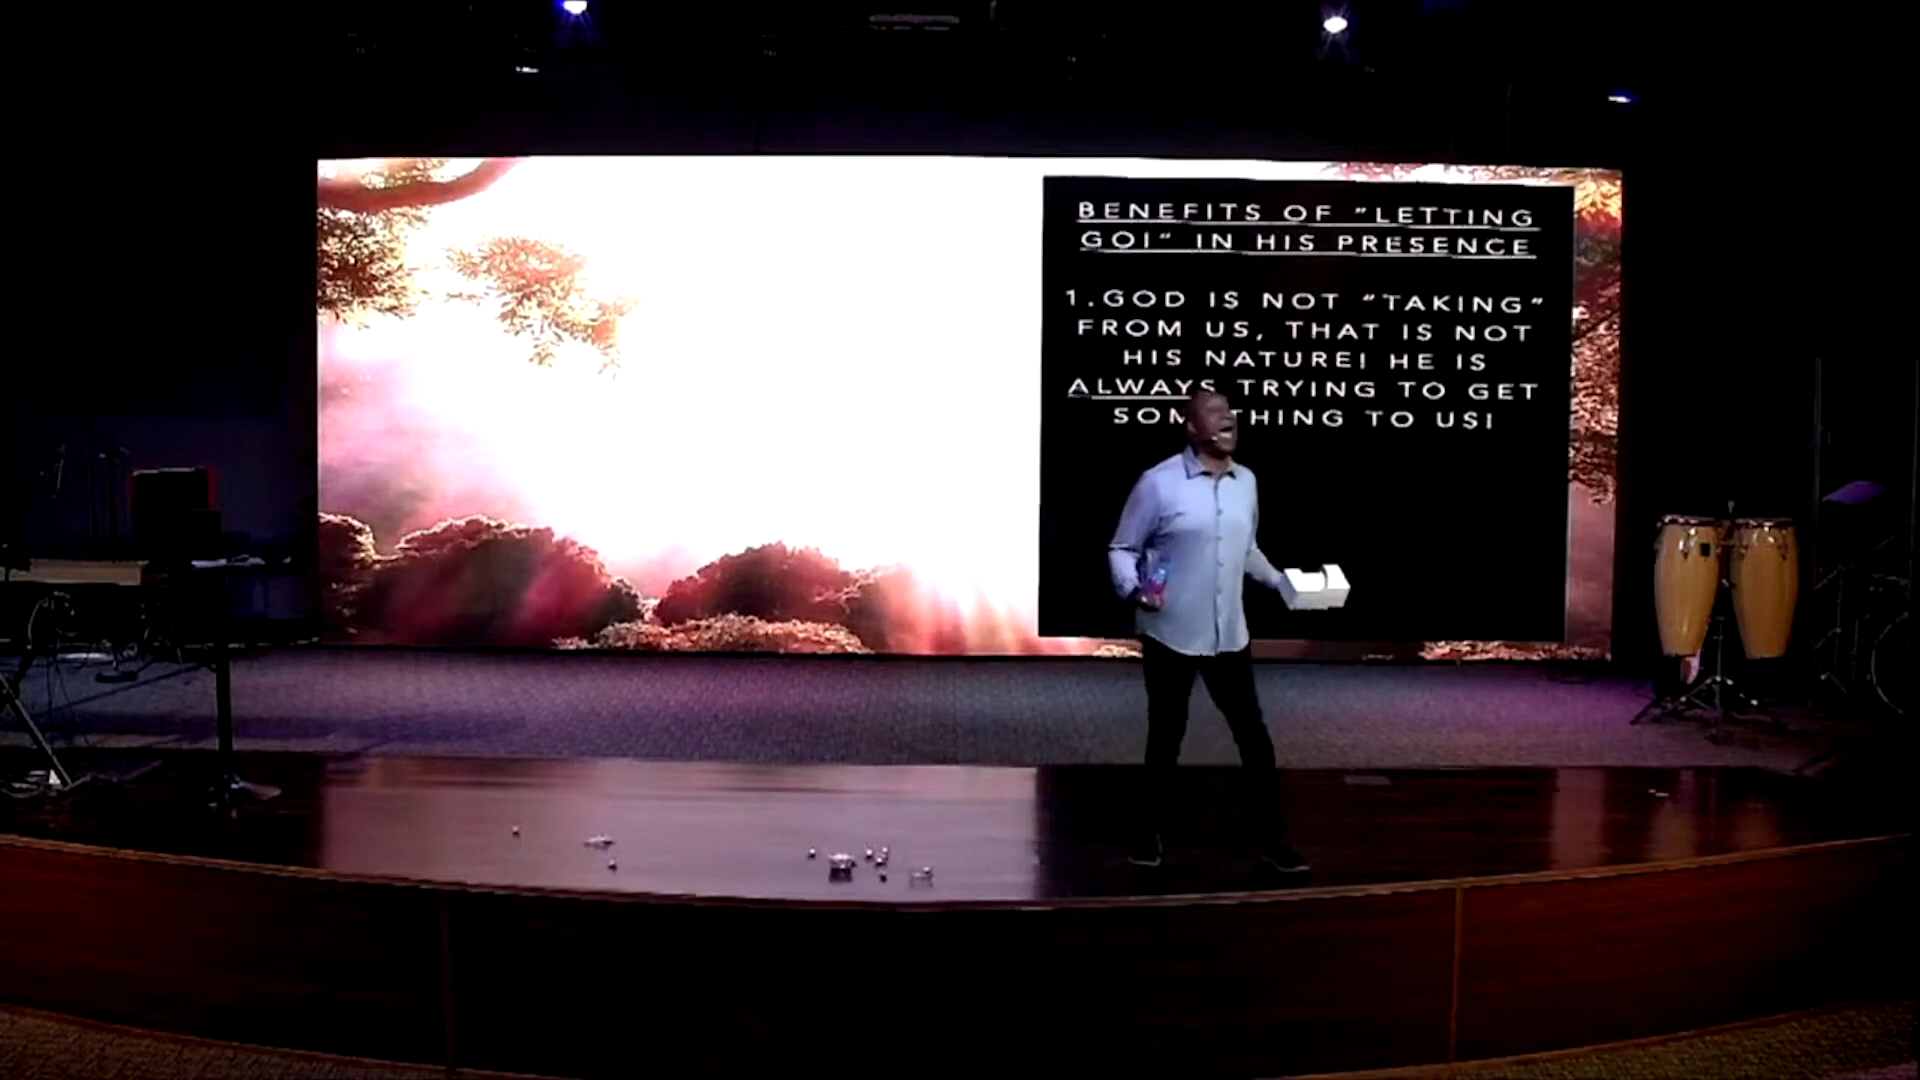 BENEFITS OF "LETTING
GO!" IN HIS PRESENCE
1.GOD IS NOT "TAKING"
FROM US, THAT IS NOT
HIS NATURE! HE IS
ALWAYS TRYING TO GET
SOMETHING TO US!